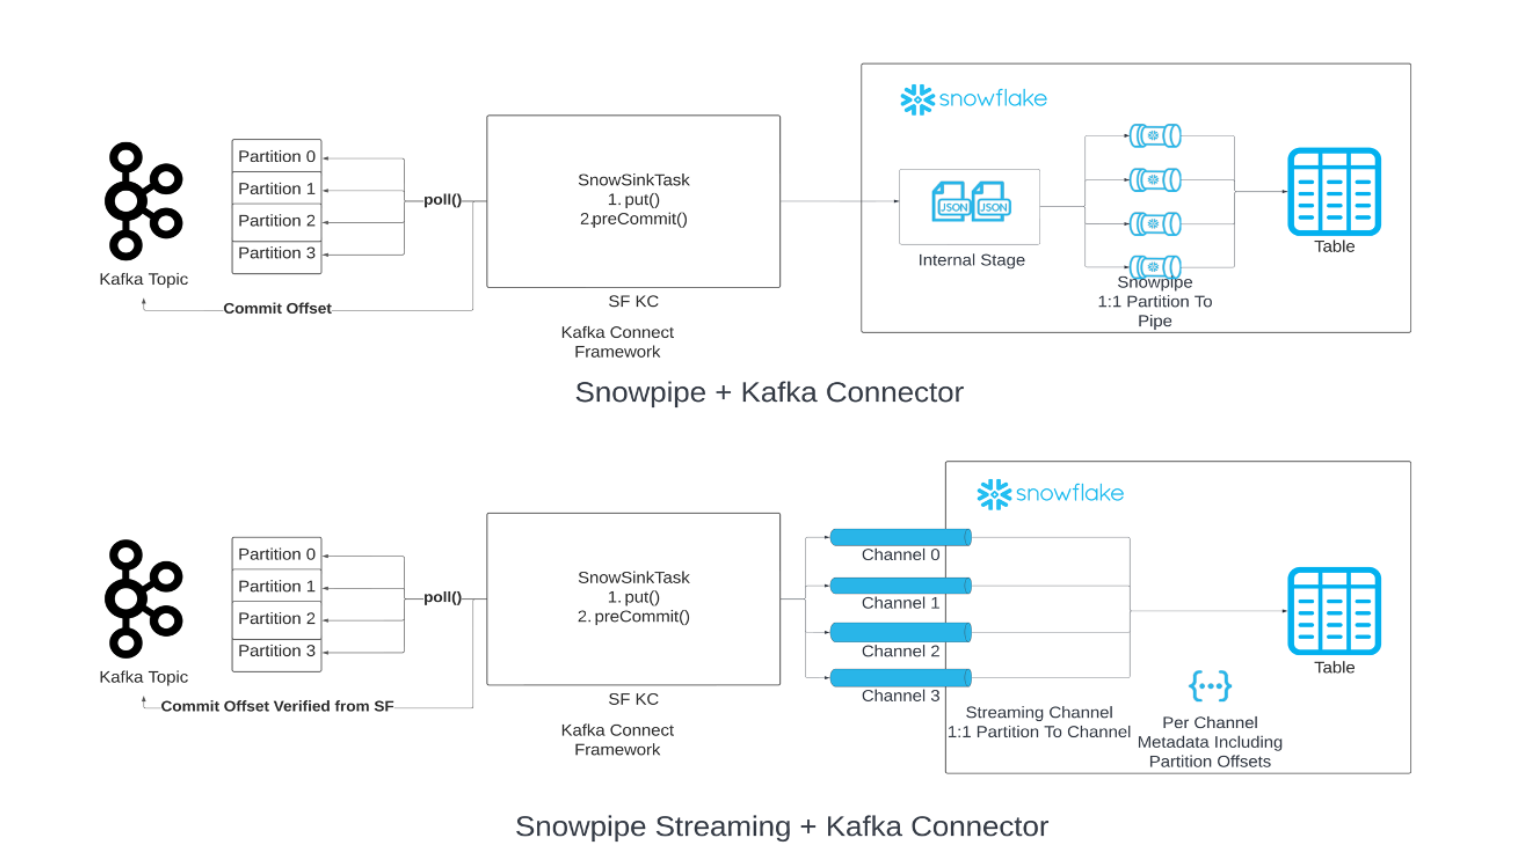 snowflake
Partition 0
Partition 1
Partition 2
Partition 3
Kafka Topic
poll()
Commit Offset
SnowSinkTask
1. put()
2.preCommit()
SF KC
Kafka Connect
Framework
JSON JSON
Internal Stage
Snowpipe
1:1 Partition To
Pipe
Table
Snowpipe + Kafka Connector
snowflake
Partition 0
Partition 1
Partition 2
Partition 3
Kafka Topic
poll()
Commit Offset Verified from SF
SnowSinkTask
1. put()
2. preCommit()
SF KC
Kafka Connect
Framework
Channel 0
Channel 1
Channel 2
Channel 3
Streaming Channel
1:1 Partition To Channel
Per Channel
Metadata Including
Partition Offsets
Table
Snowpipe Streaming + Kafka Connector